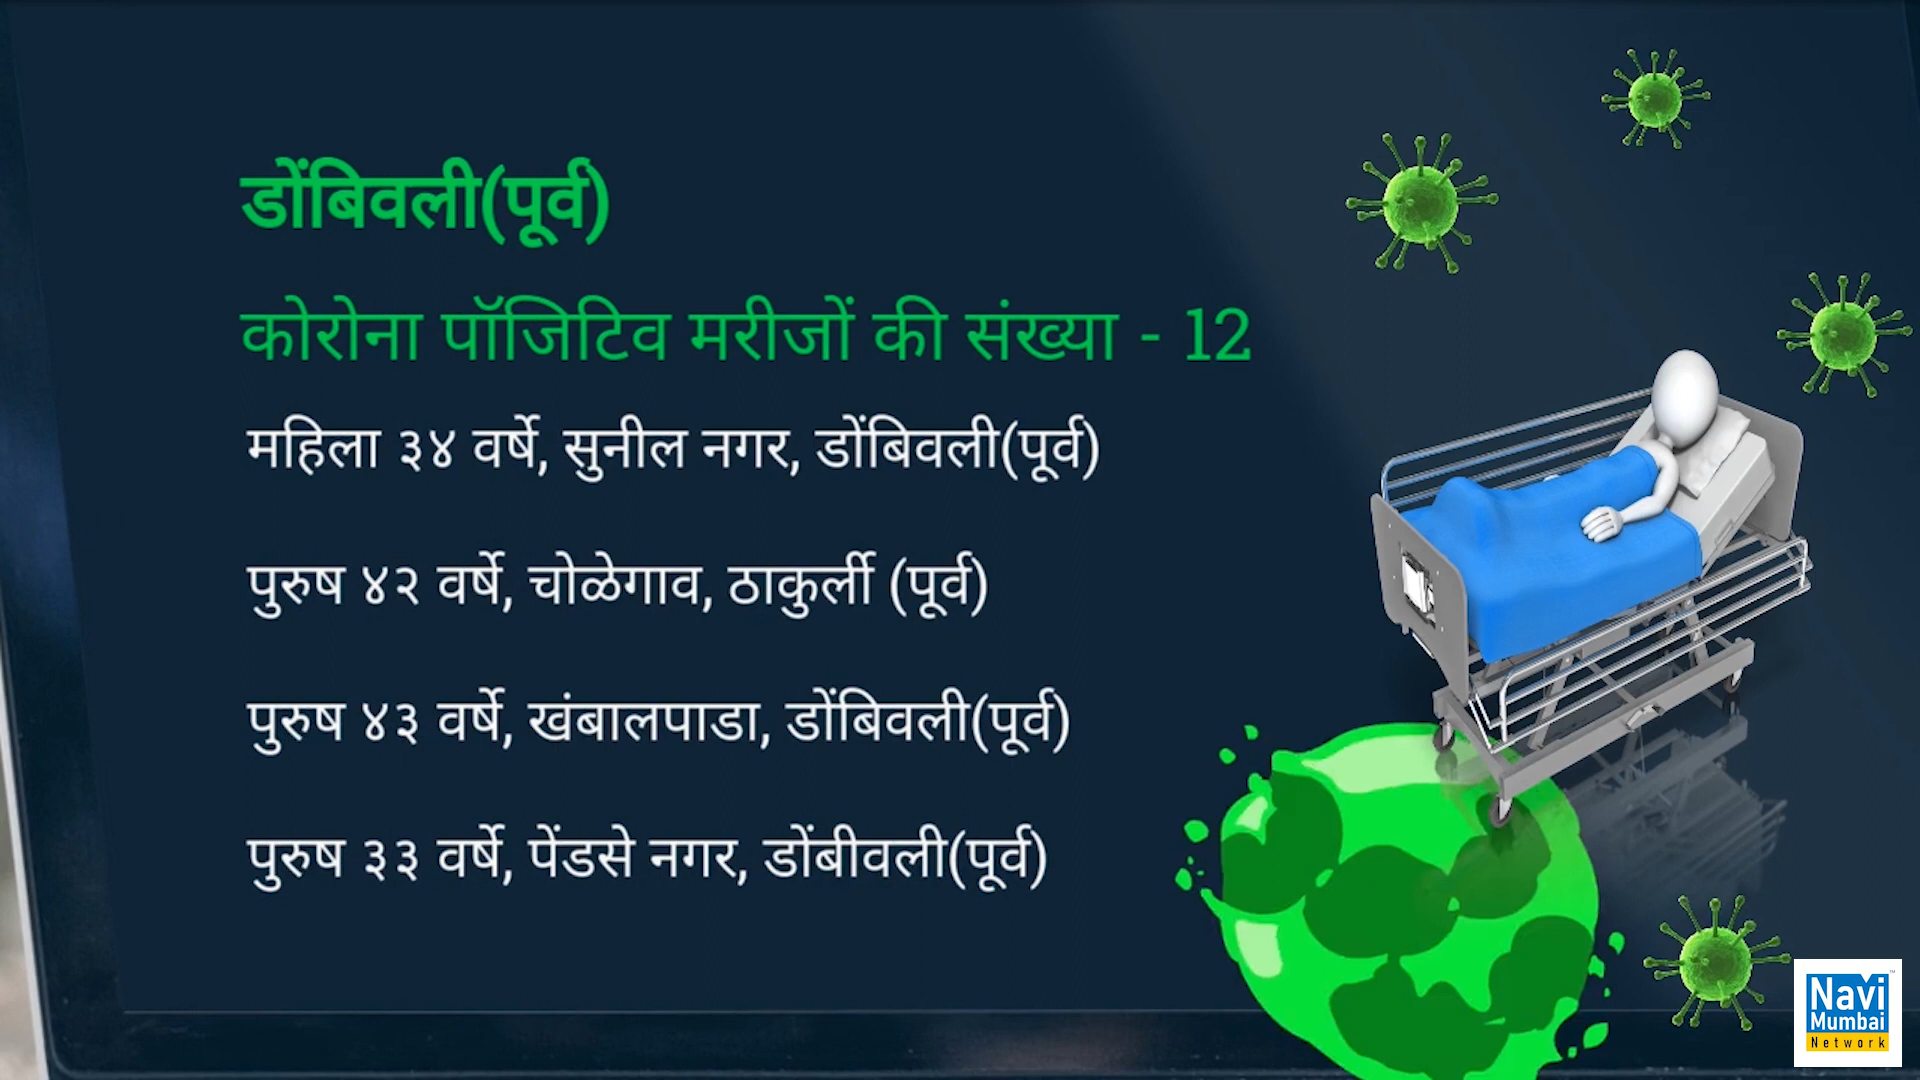 डोंबिवली(पूर्व)
कोरोना पॉजिटिव मरीजों की संख्या - 12
महिला ३४ वर्षे, सुनील नगर, डोंबिवली(पूर्व)
पुरुष ४२ वर्षे, चोळेगाव, ठाकुर्ली (पूर्व)
पुरुष ४३ वर्षे, खंबालपाडा, डोंबिवली(पूर्व)
पुरुष ३३ वर्षे, पेंडसे नगर, डोंबीवली(पूर्व)
Navi
Mumbai
Network